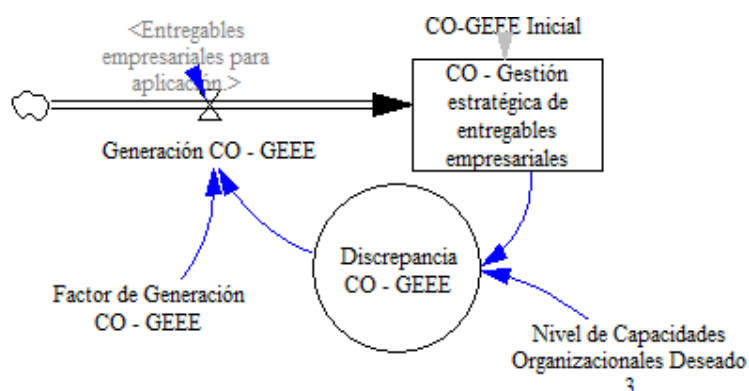 <Entregables
empresariales para
aplicación.>
CO-GEEE Inicial
CO - Gestión
estratégica de
entregables
empresariales
Generación CO - GEEE
Discrepancia
CO - GEEE
Factor de Generación
CO - GEEE
Nivel de Capacidades
Organizacionales Deseado
3